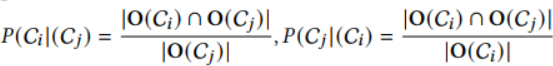 P(C_i|(C_j) = |O(C_i) ∩ O(C_j)| / |O(C_j)|, P(C_j|(C_i) = |O(C_i) ∩ O(C_j)| / |O(C_i)|